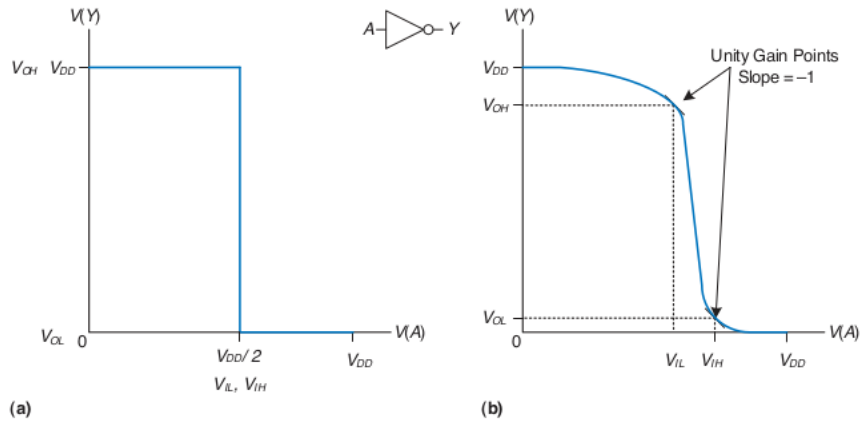 V(Y)
A Y
V_OH V_DD
V_OL 0
V(A)
V_DD/2
V_DD
V_IL, V_IH
(a)
V(Y)
Unity Gain Points
Slope = –1
V_DD
V_OH
V_OL
0
V(A)
V_IL V_IH V_DD
(b)